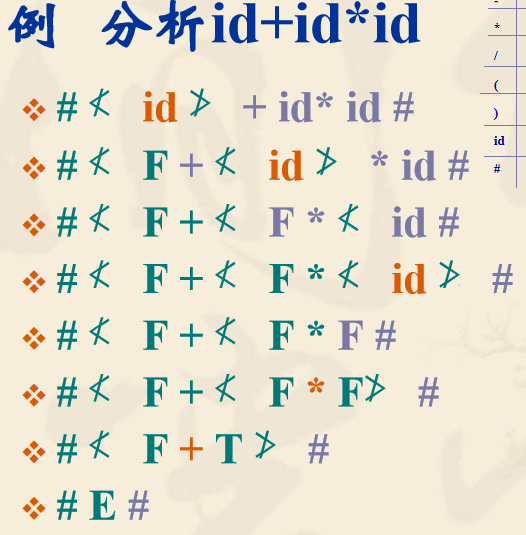 例 分析id+id*id
❖ # ⋖ id ⋗ + id* id #
❖ # ⋖ F + ⋖ id ⋗ * id #
❖ # ⋖ F + ⋖ F * ⋖ id #
❖ # ⋖ F + ⋖ F * ⋖ id ⋗ #
❖ # ⋖ F + ⋖ F * F #
❖ # ⋖ F + ⋖ F * F⋗ #
❖ # ⋖ F + T ⋗ #
❖ # E #
*
/
(
)
id
#